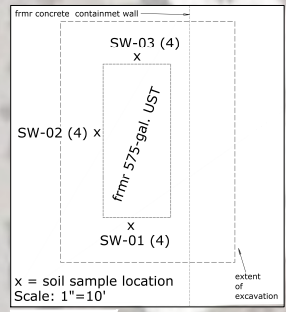 frmr concrete containmet wall
SW-03 (4)
x
SW-02 (4) x
frmr 575-gal. UST
x
SW-01 (4)
x = soil sample location
Scale: 1"=10'
extent
of
excavation